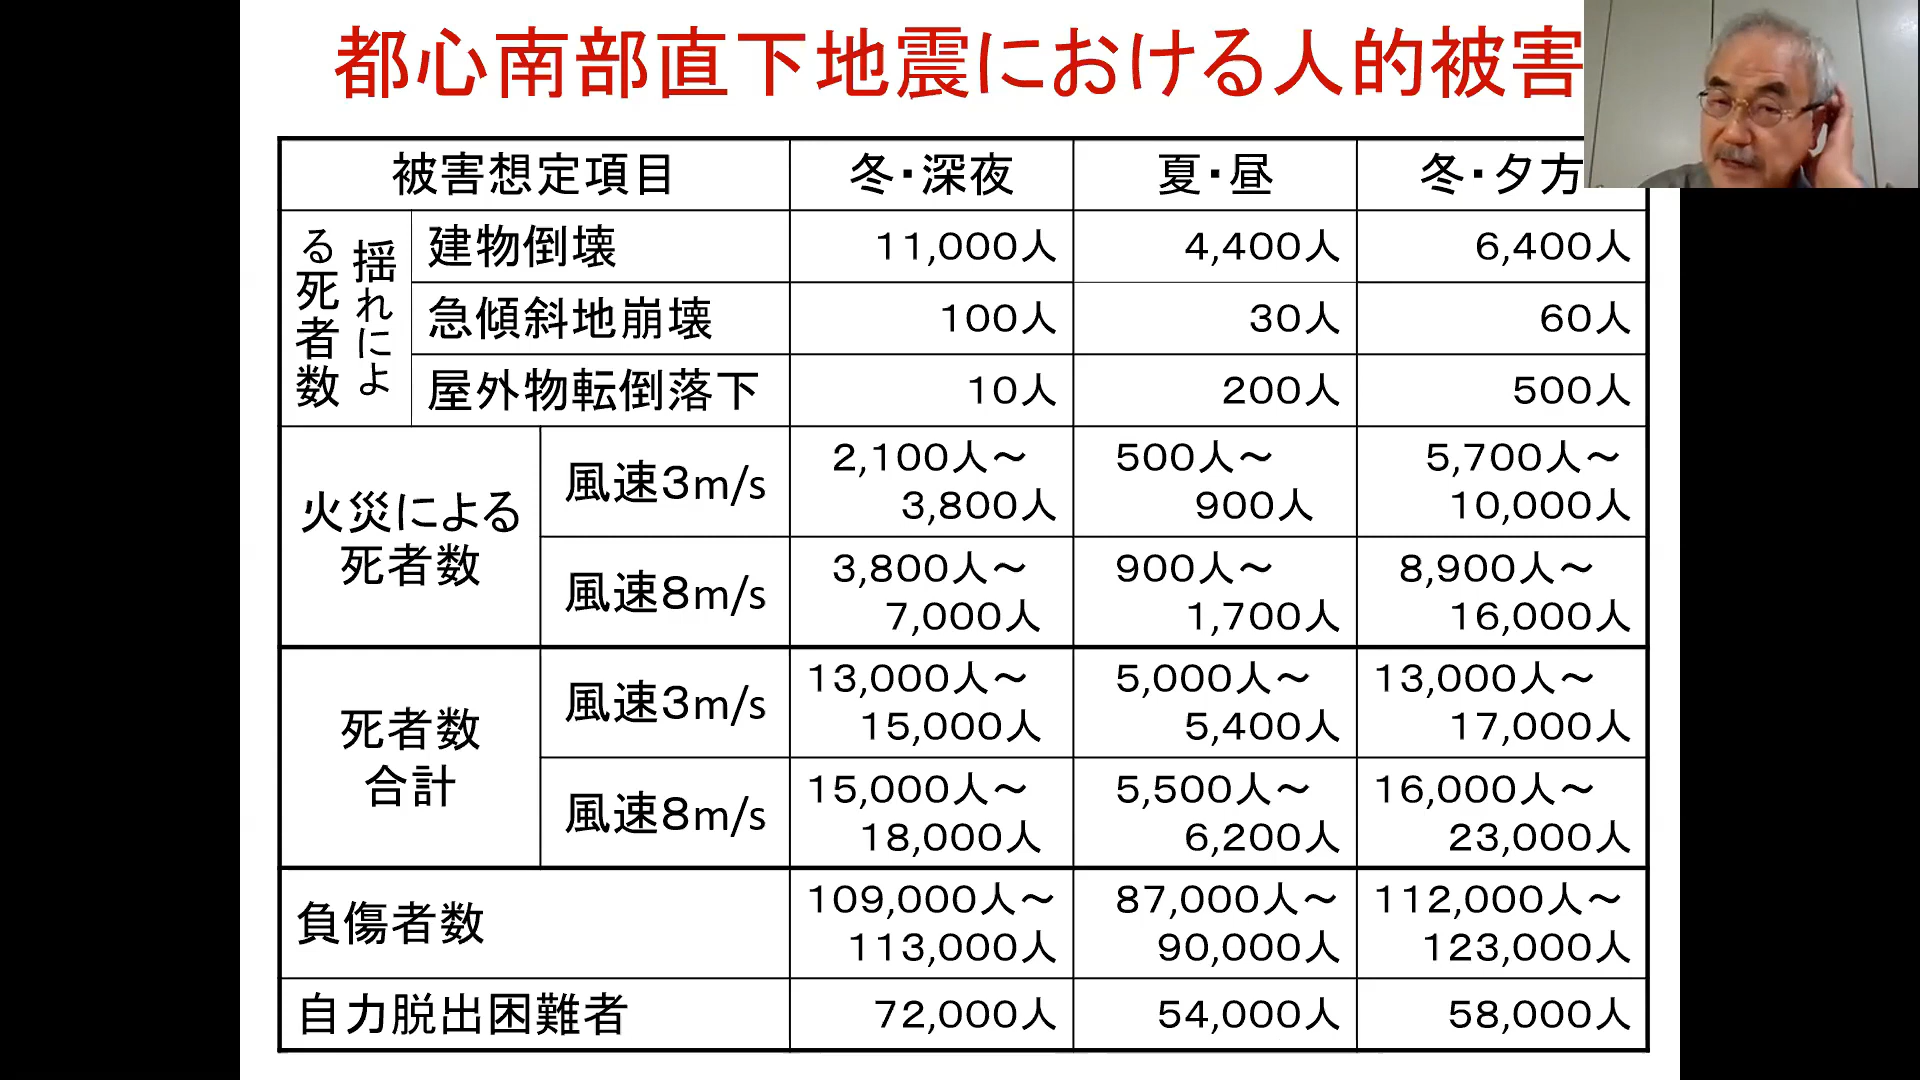 都心南部直下地震における人的被害
被害想定項目 冬・深夜 夏・昼 冬・夕方
揺れによる死者数
建物倒壊 11,000人 4,400人 6,400人
急傾斜地崩壊 100人 30人 60人
屋外物転倒落下 10人 200人 500人
火災による
死者数
風速3m/s 2,100人～ 500人～ 5,700人～
3,800人 900人 10,000人
風速8m/s 3,800人～ 900人～ 8,900人～
7,000人 1,700人 16,000人
死者数
合計
風速3m/s 13,000人～ 5,000人～ 13,000人～
15,000人 5,400人 17,000人
風速8m/s 15,000人～ 5,500人～ 16,000人～
18,000人 6,200人 23,000人
負傷者数 109,000人～ 87,000人～ 112,000人～
113,000人 90,000人 123,000人
自力脱出困難者 72,000人 54,000人 58,000人